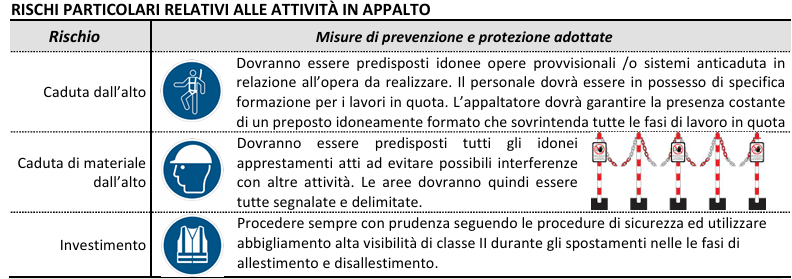 RISCHI PARTICOLARI RELATIVI ALLE ATTIVITÀ IN APPALTO
Rischio
Misure di prevenzione e protezione adottate
Caduta dall'alto
Dovranno essere predisposti idonee opere provvisionali /o sistemi anticaduta in
relazione all'opera da realizzare. Il personale dovrà essere in possesso di specifica
formazione per i lavori in quota. L'appaltatore dovrà garantire la presenza costante
di un preposto idoneamente formato che sovrintenda tutte le fasi di lavoro in quota
Caduta di materiale
dall'alto
Dovranno essere predisposti tutti gli idonei
apprestamenti atti ad evitare possibili interferenze
con altre attività. Le aree dovranno quindi essere
tutte segnalate e delimitate.
Investimento
Procedere sempre con prudenza seguendo le procedure di sicurezza ed utilizzare
abbigliamento alta visibilità di classe II durante gli spostamenti nelle le fasi di
allestimento e disallestimento.